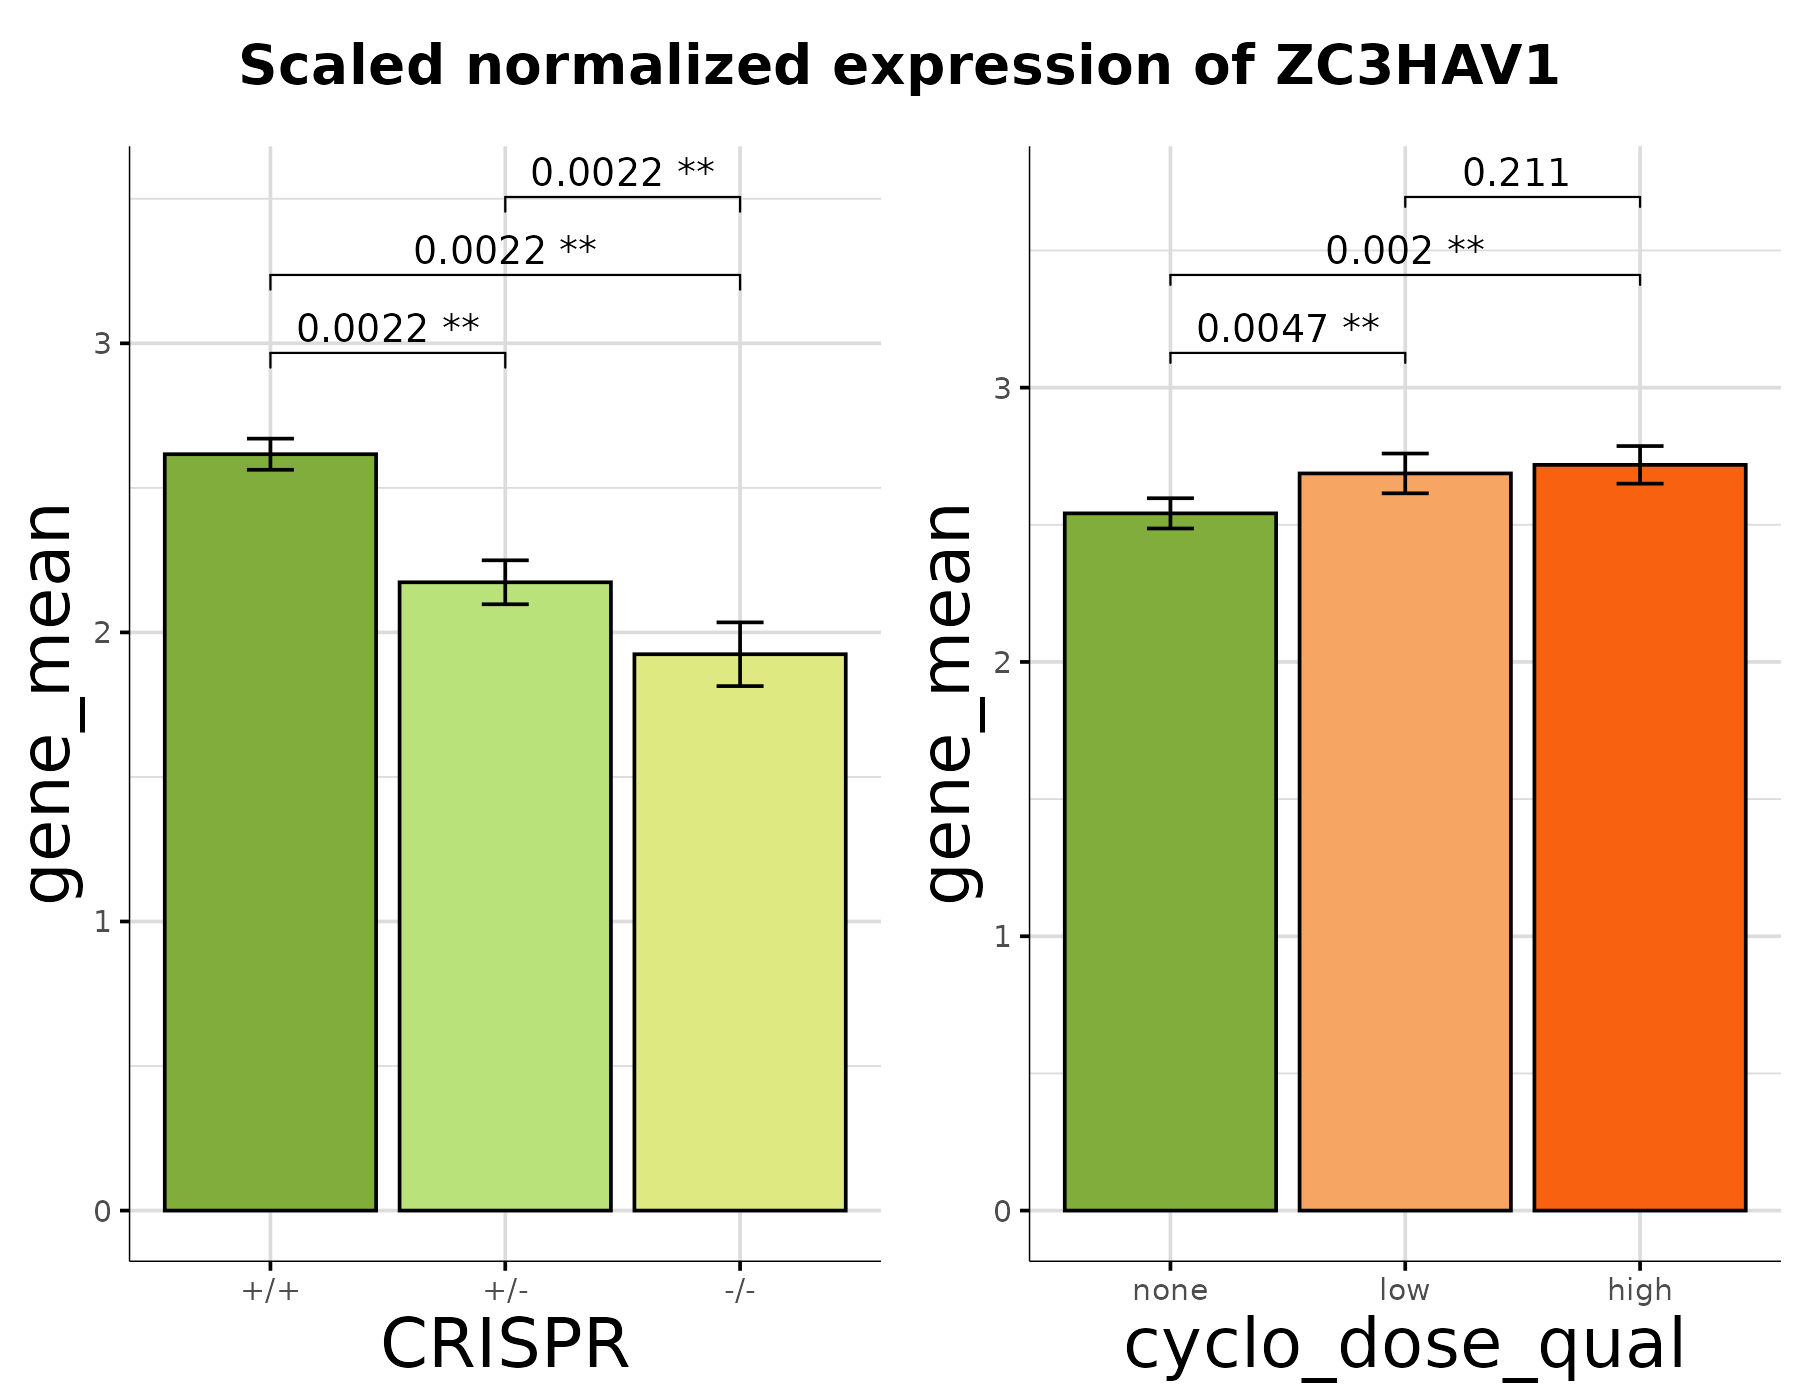 Scaled normalized expression of ZC3HAV1
gene_mean
3
2
1
0
0.0022 **
0.0022 **
0.0022 **
+/+ +/- -/-
CRISPR
gene_mean
3
2
1
0
0.211
0.002 **
0.0047 **
none low high
cyclo_dose_qual